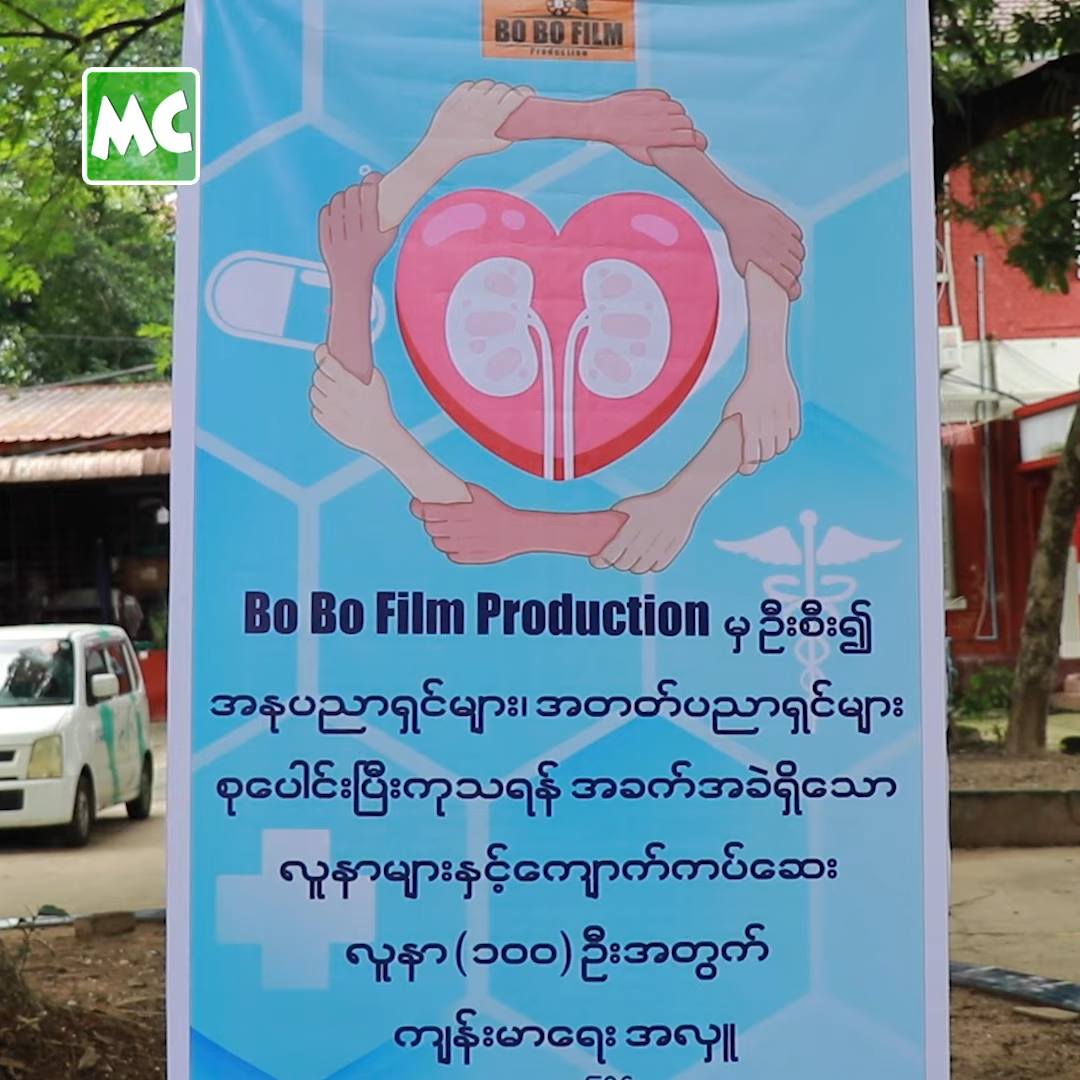 BO BO FILM
Production
MC
Bo Bo Film Production မှ ဦးစီး၍
အနုပညာရှင်များ၊ အတတ်ပညာရှင်များ
စုပေါင်းပြီးကုသရန် အခက်အခဲရှိသော
လူနာများနှင့်ကျောက်ကပ်ဆေး
လူနာ (၁၀၀) ဦးအတွက်
ကျန်းမာရေး အလှူ